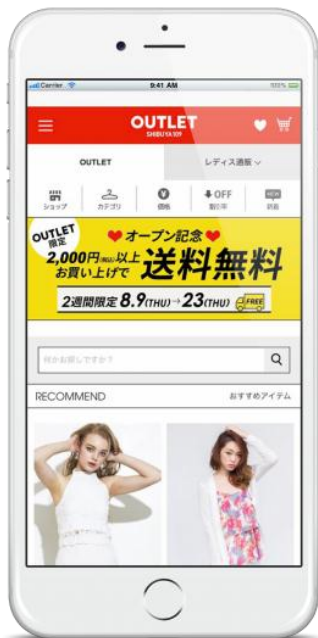 Carrier
9:41 AM
100%
OUTLET
SHIBUYA109
OUTLET
レディス通販
ショップ
カテゴリ
¥
価格
OFF
割引率
NEW
新着
OUTLET
限定
オープン記念
2,000円(税込)以上
お買い上げで
送料無料
2週間限定 8.9(THU)→23(THU) FREE
何かお探しですか？
RECOMMEND
おすすめアイテム